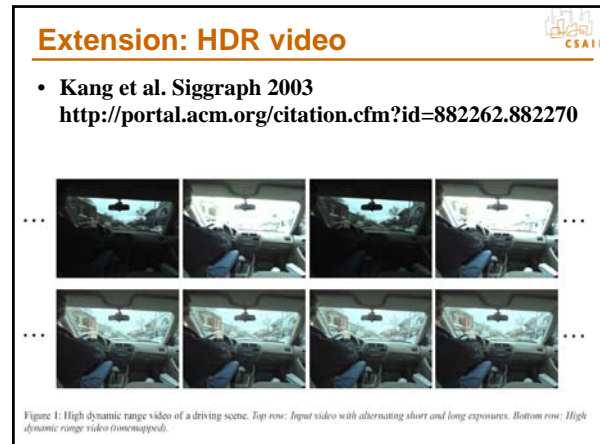 Extension: HDR video
CSAIL
• Kang et al. Siggraph 2003
http://portal.acm.org/citation.cfm?id=882262.882270
... ...
... ...
Figure 1: High dynamic range video of a driving scene. Top row: Input video with alternating short and long exposures. Bottom row: High
dynamic range video (tonemapped).